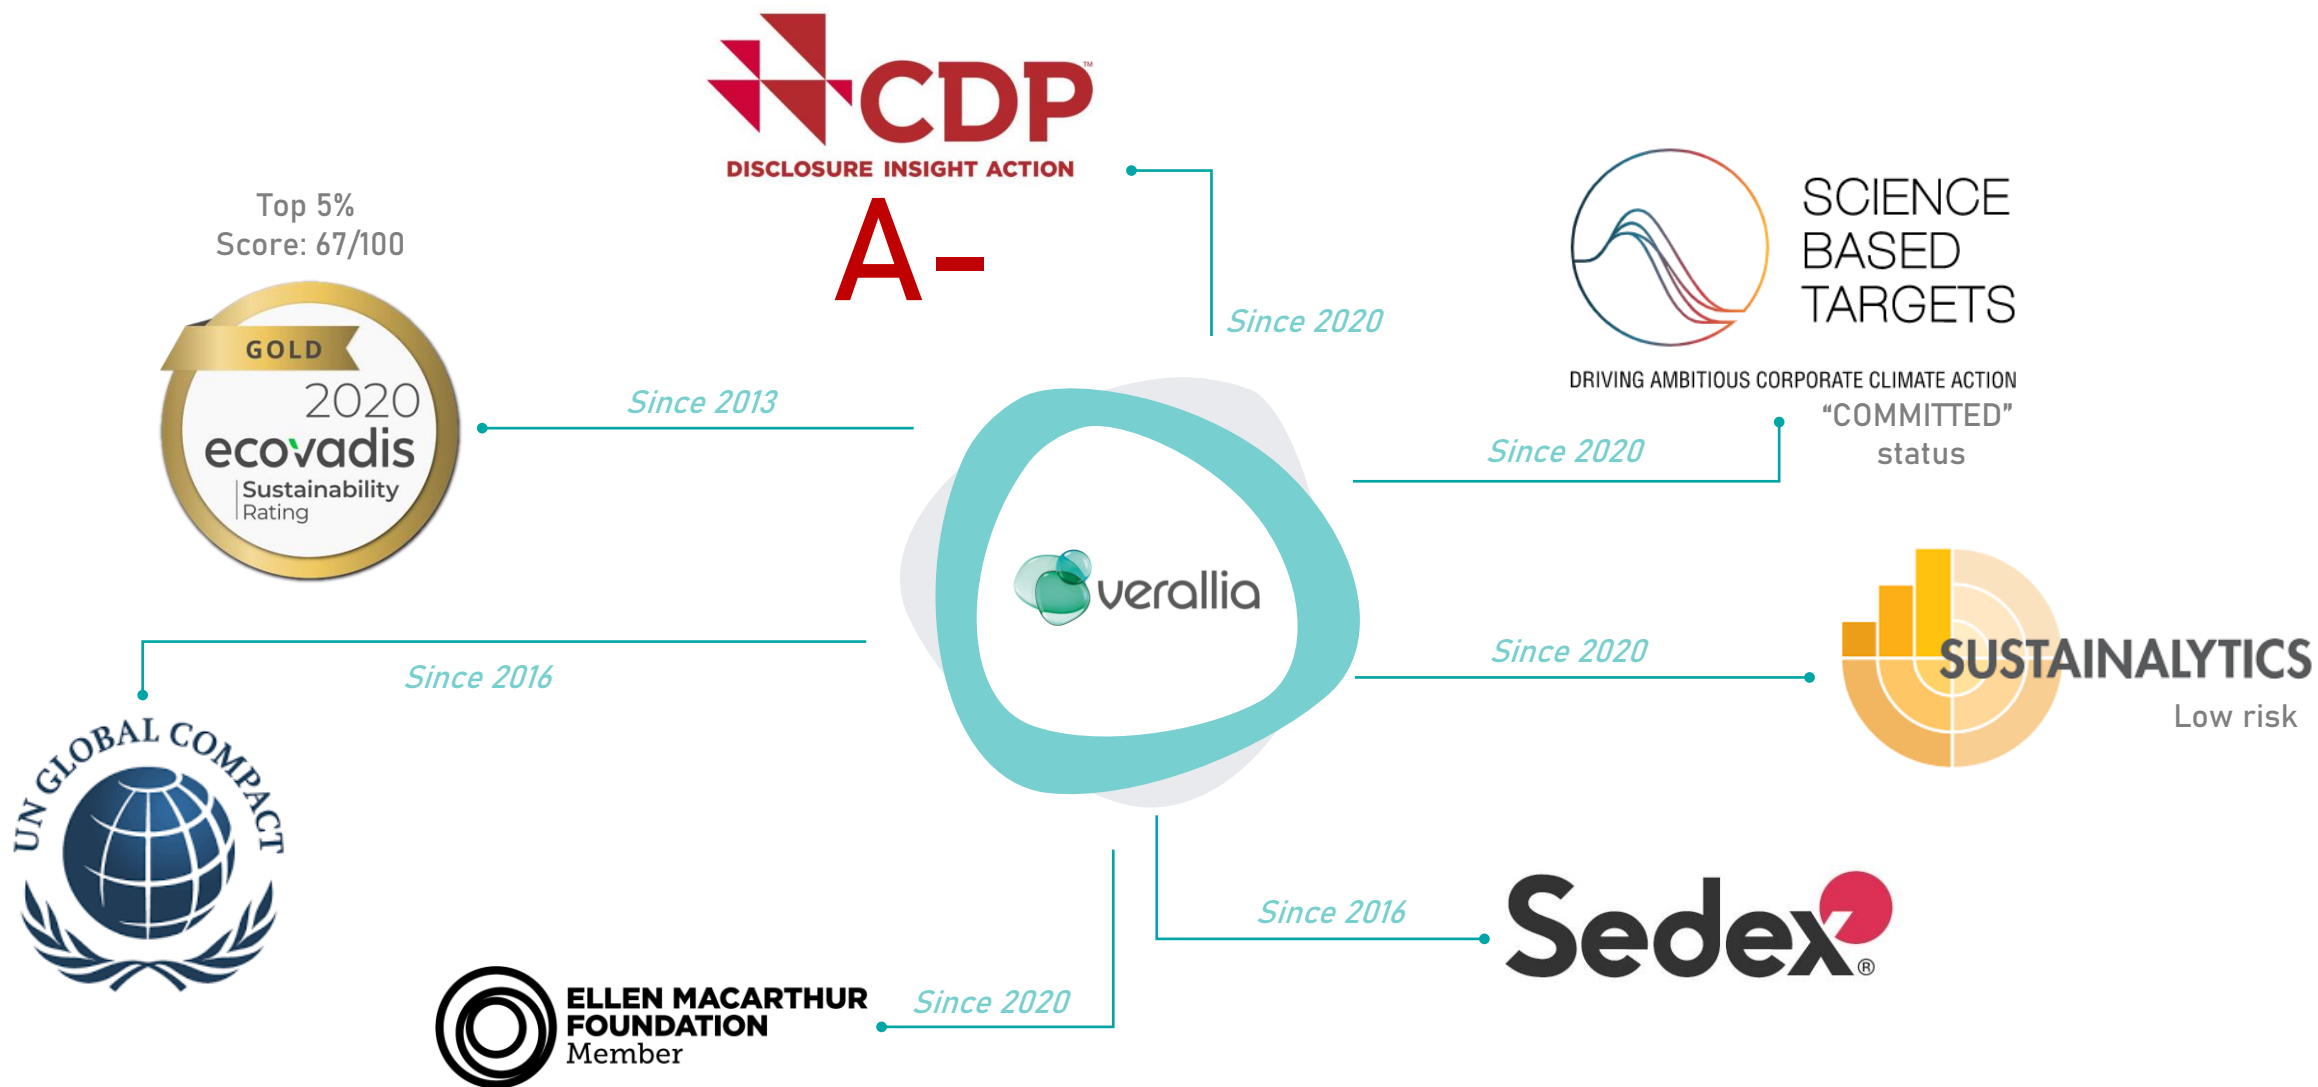 CDP™
DISCLOSURE INSIGHT ACTION
A-
Since 2020
Top 5%
Score: 67/100
GOLD
2020
ecovadis
Sustainability
Rating
Since 2013
SCIENCE
BASED
TARGETS
DRIVING AMBITIOUS CORPORATE CLIMATE ACTION
“COMMITTED”
status
Since 2020
verallia
SUSTAINALYTICS
Low risk
Since 2020
Since 2016
UN GLOBAL COMPACT
Since 2016
Sedex®
ELLEN MACARTHUR
FOUNDATION
Member
Since 2020